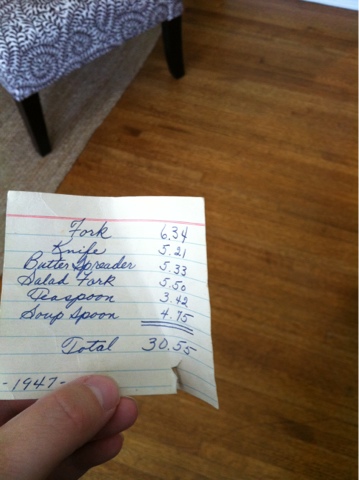 Fork 6.34
Knife 5.21
Butter Spreader 5.33
Salad Fork 5.50
Teaspoon 3.42
Soup Spoon 4.75
Total 30.55
-1947-